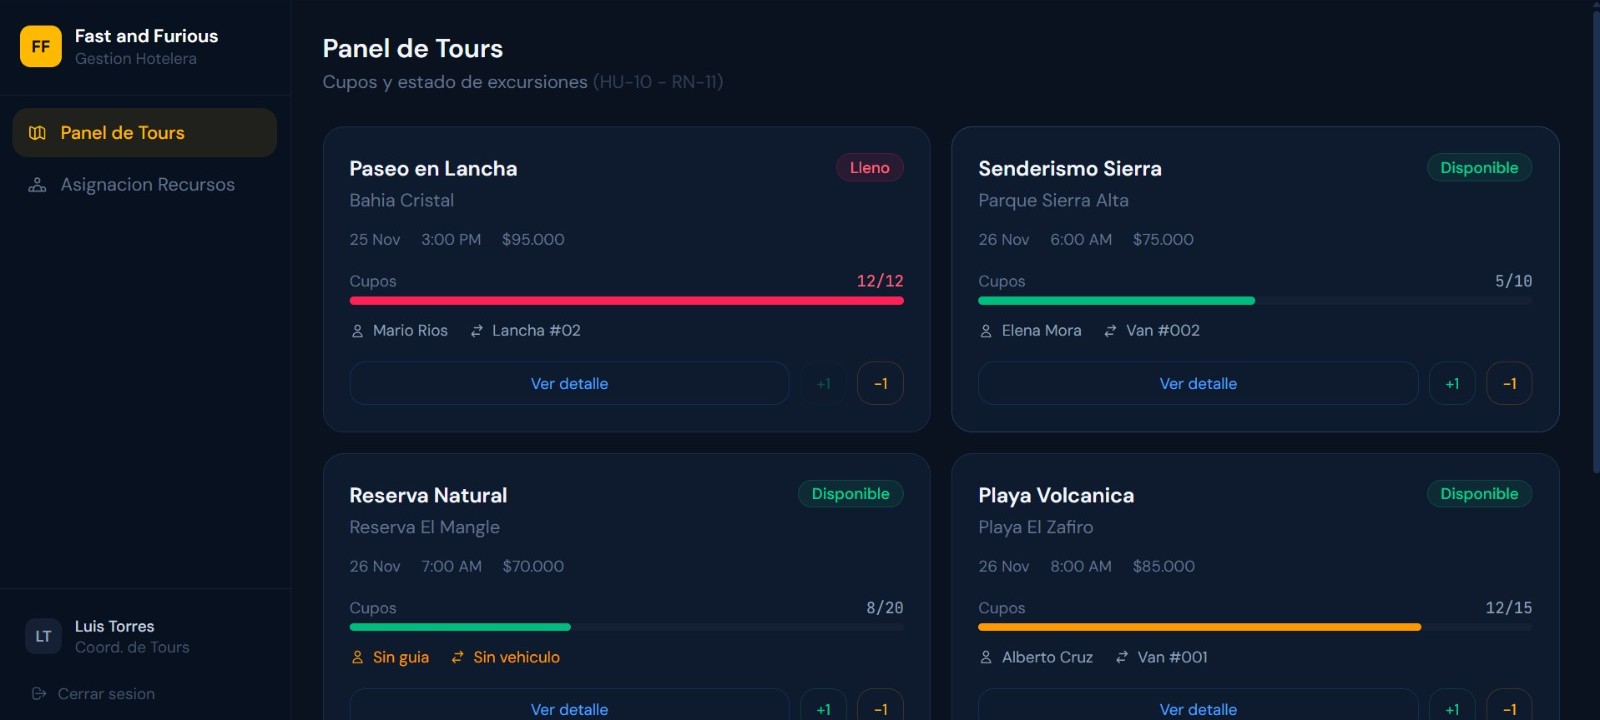 FF
Fast and Furious
Gestion Hotelera
Panel de Tours
Asignacion Recursos
LT
Luis Torres
Coord. de Tours
Cerrar sesion
Panel de Tours
Cupos y estado de excursiones (HU-10 - RN-11)
Paseo en Lancha
Lleno
Bahia Cristal
25 Nov 3:00 PM $95.000
Cupos 12/12
Mario Rios Lancha #02
Ver detalle +1 -1
Senderismo Sierra
Disponible
Parque Sierra Alta
26 Nov 6:00 AM $75.000
Cupos 5/10
Elena Mora Van #002
Ver detalle +1 -1
Reserva Natural
Disponible
Reserva El Mangle
26 Nov 7:00 AM $70.000
Cupos 8/20
Sin guia Sin vehiculo
Ver detalle +1 -1
Playa Volcanica
Disponible
Playa El Zafiro
26 Nov 8:00 AM $85.000
Cupos 12/15
Alberto Cruz Van #001
Ver detalle +1 -1